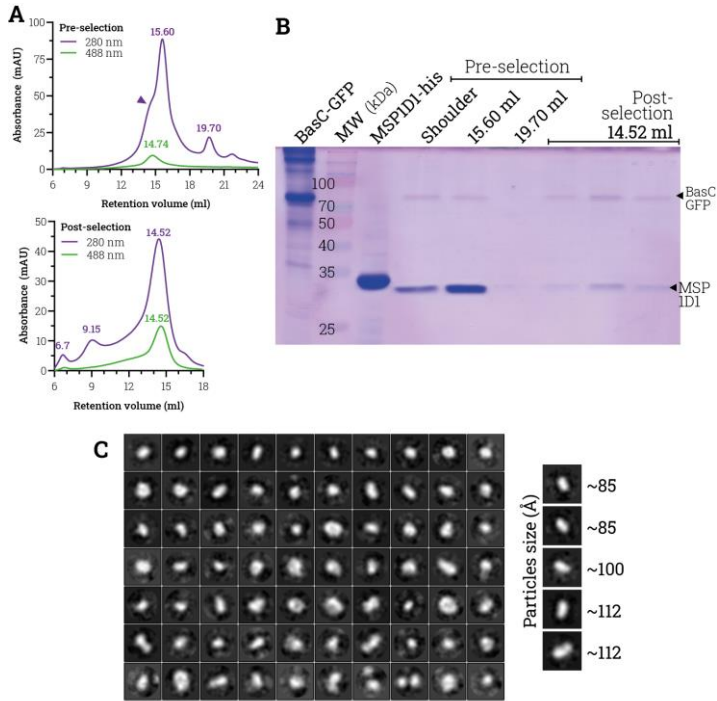 A
Pre-selection
280 nm
488 nm
15.60
14.74
19.70
100
75
50
25
0
Absorbance (mAU)
6 9 12 15 18 21 24
Retention volume (ml)
Post-selection
280 nm
488 nm
14.52
14.52
6.7
9.15
50
40
30
20
10
0
Absorbance (mAU)
6 9 12 15 18
Retention volume (ml)
B
BasC-GFP
MW (kDa)
MSP1D1-his
Pre-selection
Shoulder
15.60 ml
19.70 ml
Post-
selection
14.52 ml
100
70
50
40
35
25
BasC
GFP
MSP
1D1
C
Particles size (Å)
~85
~85
~100
~112
~112